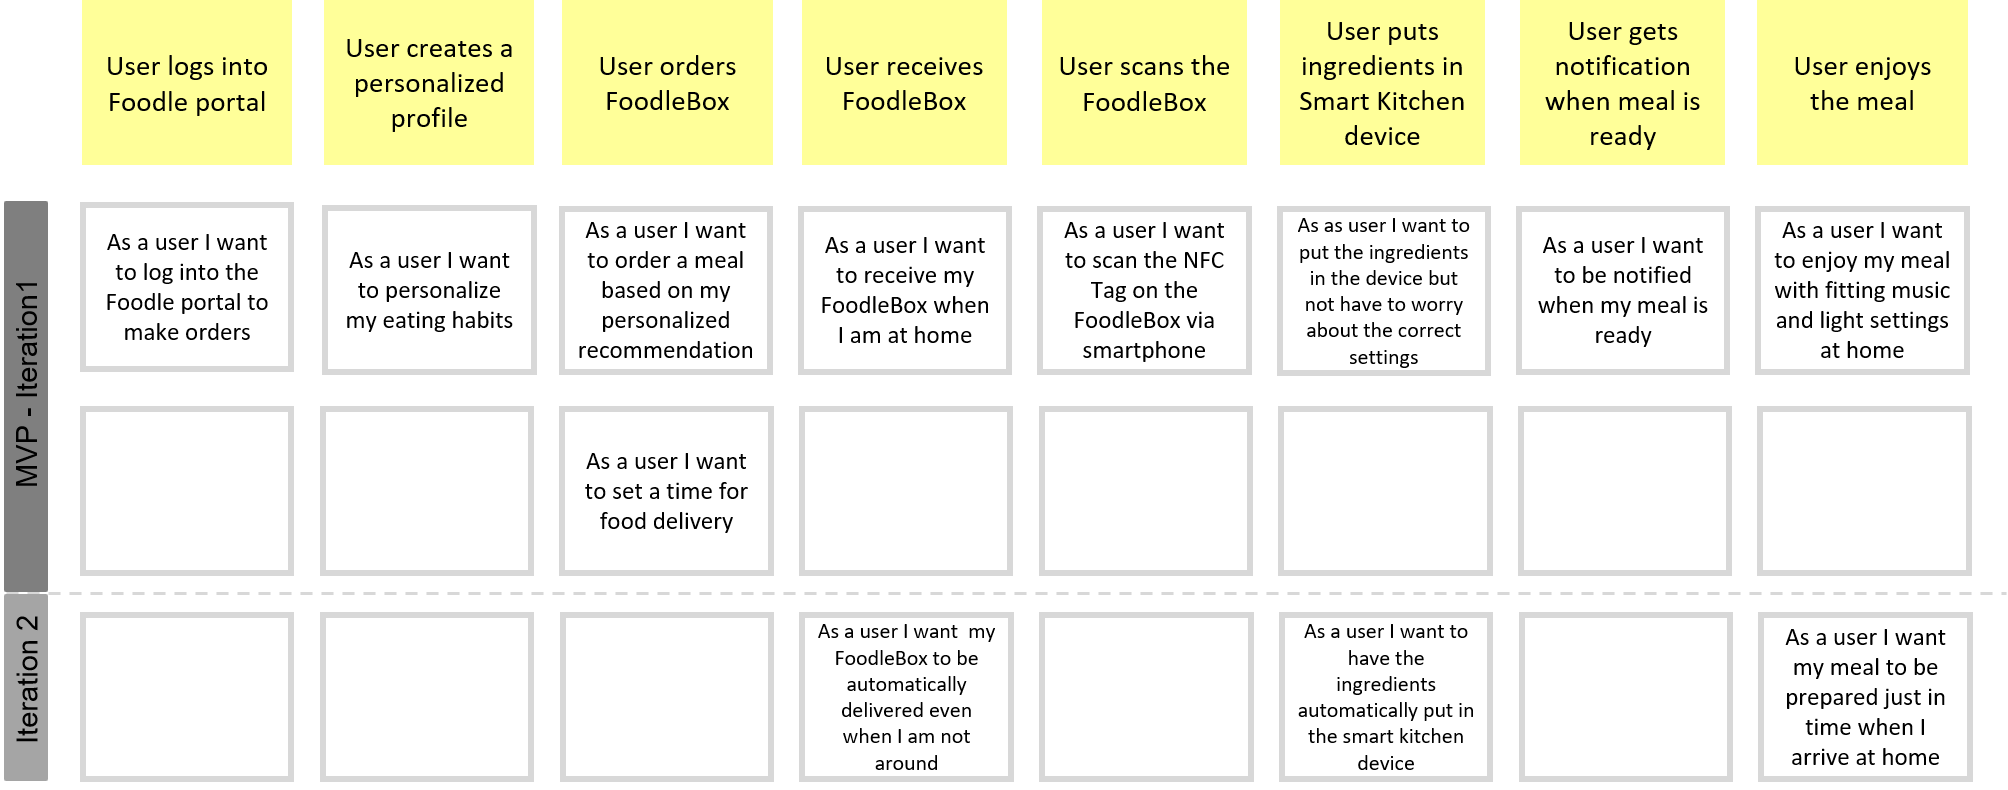 User logs into
Foodle portal
User creates a
personalized
profile
User orders
FoodleBox
User receives
FoodleBox
User scans the
FoodleBox
User puts
ingredients in
Smart Kitchen
device
User gets
notification
when meal is
ready
User enjoys
the meal
MVP - Iteration1
As a user I want
to log into the
Foodle portal to
make orders
As a user I want
to personalize
my eating habits
As a user I want
to order a meal
based on my
personalized
recommendation
As a user I want
to receive my
FoodleBox when
I am at home
As a user I want
to scan the NFC
Tag on the
FoodleBox via
smartphone
As as user I want to
put the ingredients
in the device but
not have to worry
about the correct
settings
As a user I want
to be notified
when my meal is
ready
As a user I want
to enjoy my meal
with fitting music
and light settings
at home
As a user I want
to set a time for
food delivery
Iteration 2
As a user I want  my
FoodleBox to be
automatically
delivered even
when I am not
around
As a user I want to
have the
ingredients
automatically put in
the smart kitchen
device
As a user I want
my meal to be
prepared just in
time when I
arrive at home